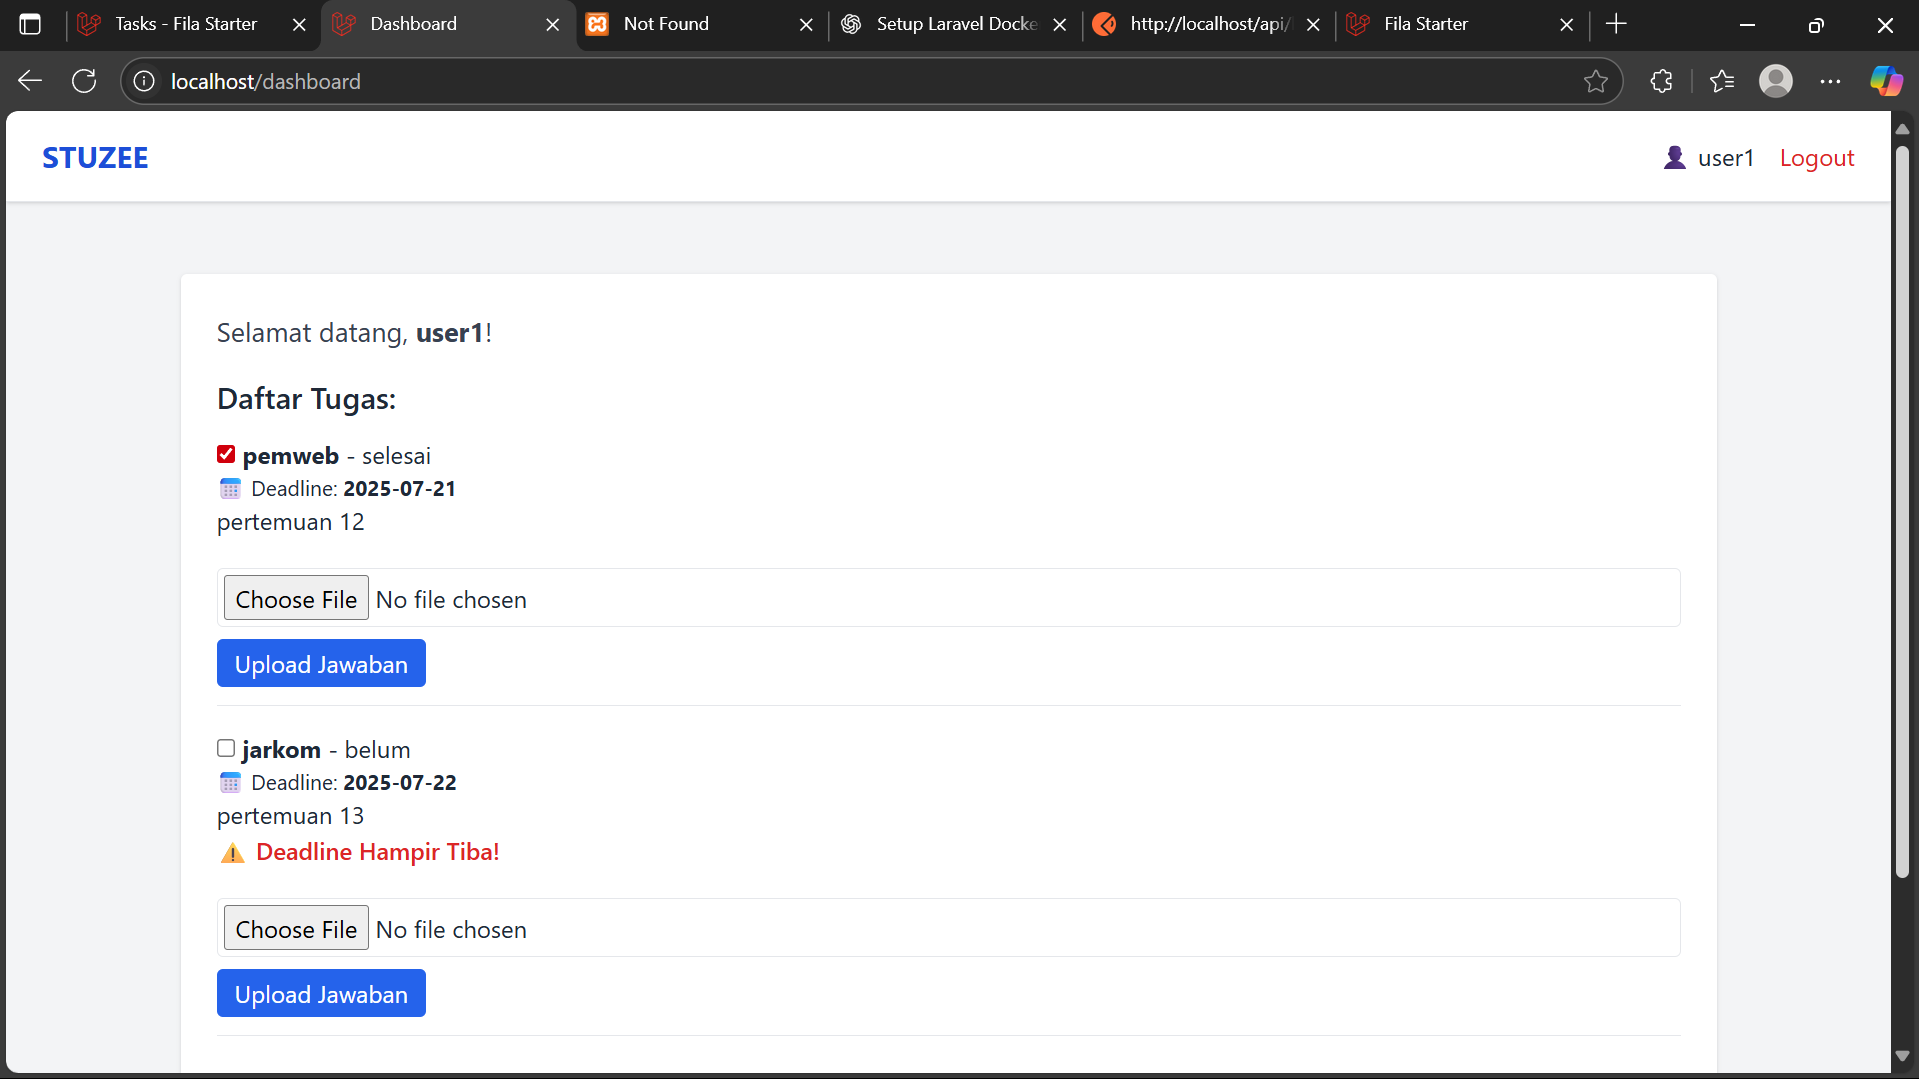 Tasks - Fila Starter
Dashboard
Not Found
Setup Laravel Docke
http://localhost/api/
Fila Starter
localhost/dashboard
STUZEE
user1
Logout
Selamat datang, user1!
Daftar Tugas:
pemweb - selesai
Deadline: 2025-07-21
pertemuan 12
Choose File No file chosen
Upload Jawaban
jarkom - belum
Deadline: 2025-07-22
pertemuan 13
Deadline Hampir Tiba!
Choose File No file chosen
Upload Jawaban